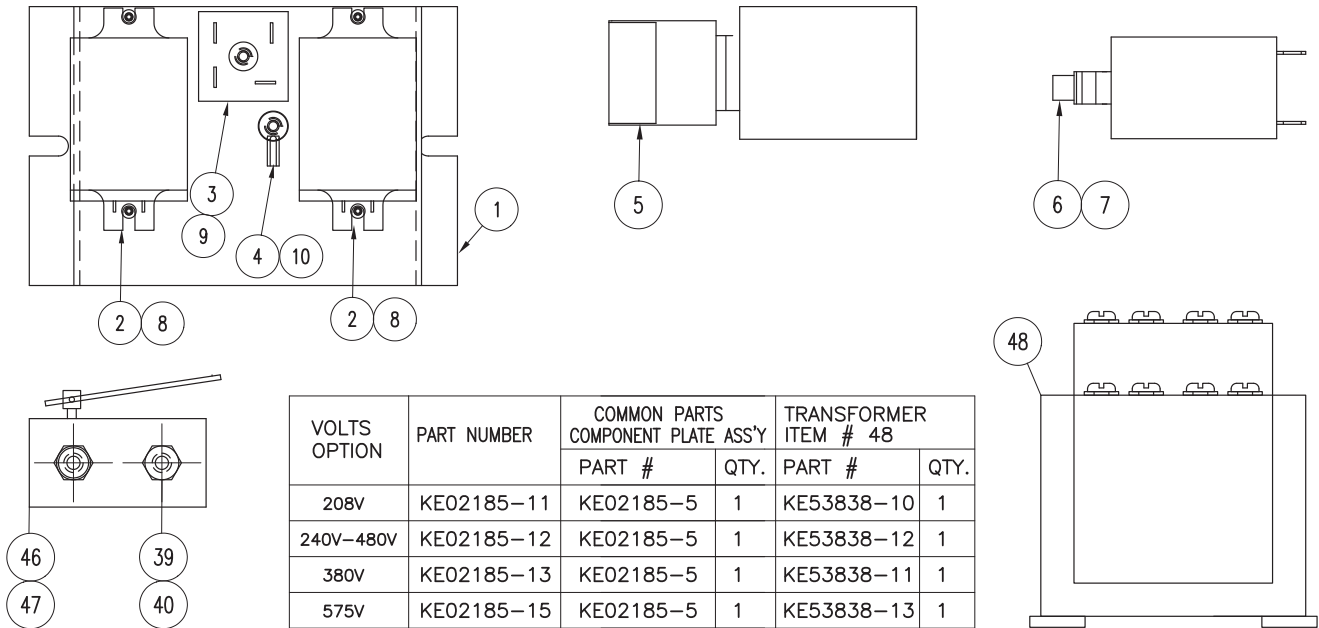 3
9
4
10
1
2
8
2
8
5
6
7
48
46
47
39
40
VOLTS OPTION
PART NUMBER
COMMON PARTS COMPONENT PLATE ASS'Y
TRANSFORMER ITEM # 48
PART #
QTY.
PART #
QTY.
208V KE02185-11 KE02185-5 1 KE53838-10 1
240V-480V KE02185-12 KE02185-5 1 KE53838-12 1
380V KE02185-13 KE02185-5 1 KE53838-11 1
575V KE02185-15 KE02185-5 1 KE53838-13 1